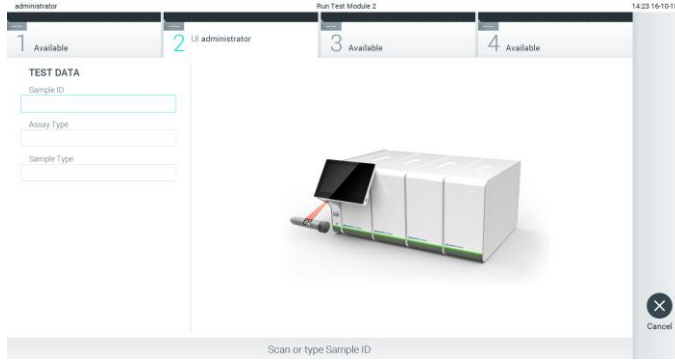 administrator
Run Test Module 2
14:23 16-10-18
1 Available
2 UI administrator
3 Available
4 Available
TEST DATA
Sample ID
Assay Type
Sample Type
Cancel
Scan or type Sample ID